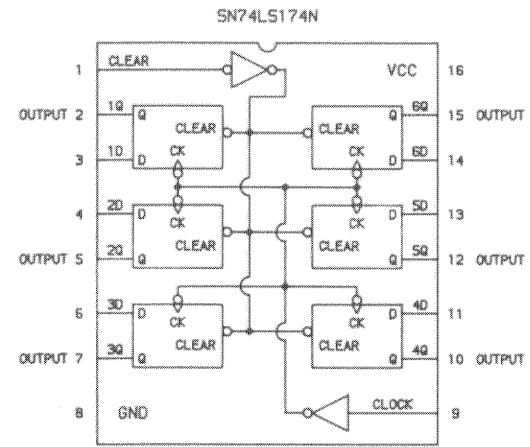 SN74LS174N
1 CLEAR VCC 16
OUTPUT 2 1Q Q CLEAR CLEAR Q 6Q 15 OUTPUT
3 1D D CK CK D 6D 14
4 2D D CK CK D 5D 13
OUTPUT 5 2Q Q CLEAR CLEAR Q 5Q 12 OUTPUT
6 3D D CK CK D 4D 11
OUTPUT 7 3Q Q CLEAR CLEAR Q 4Q 10 OUTPUT
8 GND CLOCK 9